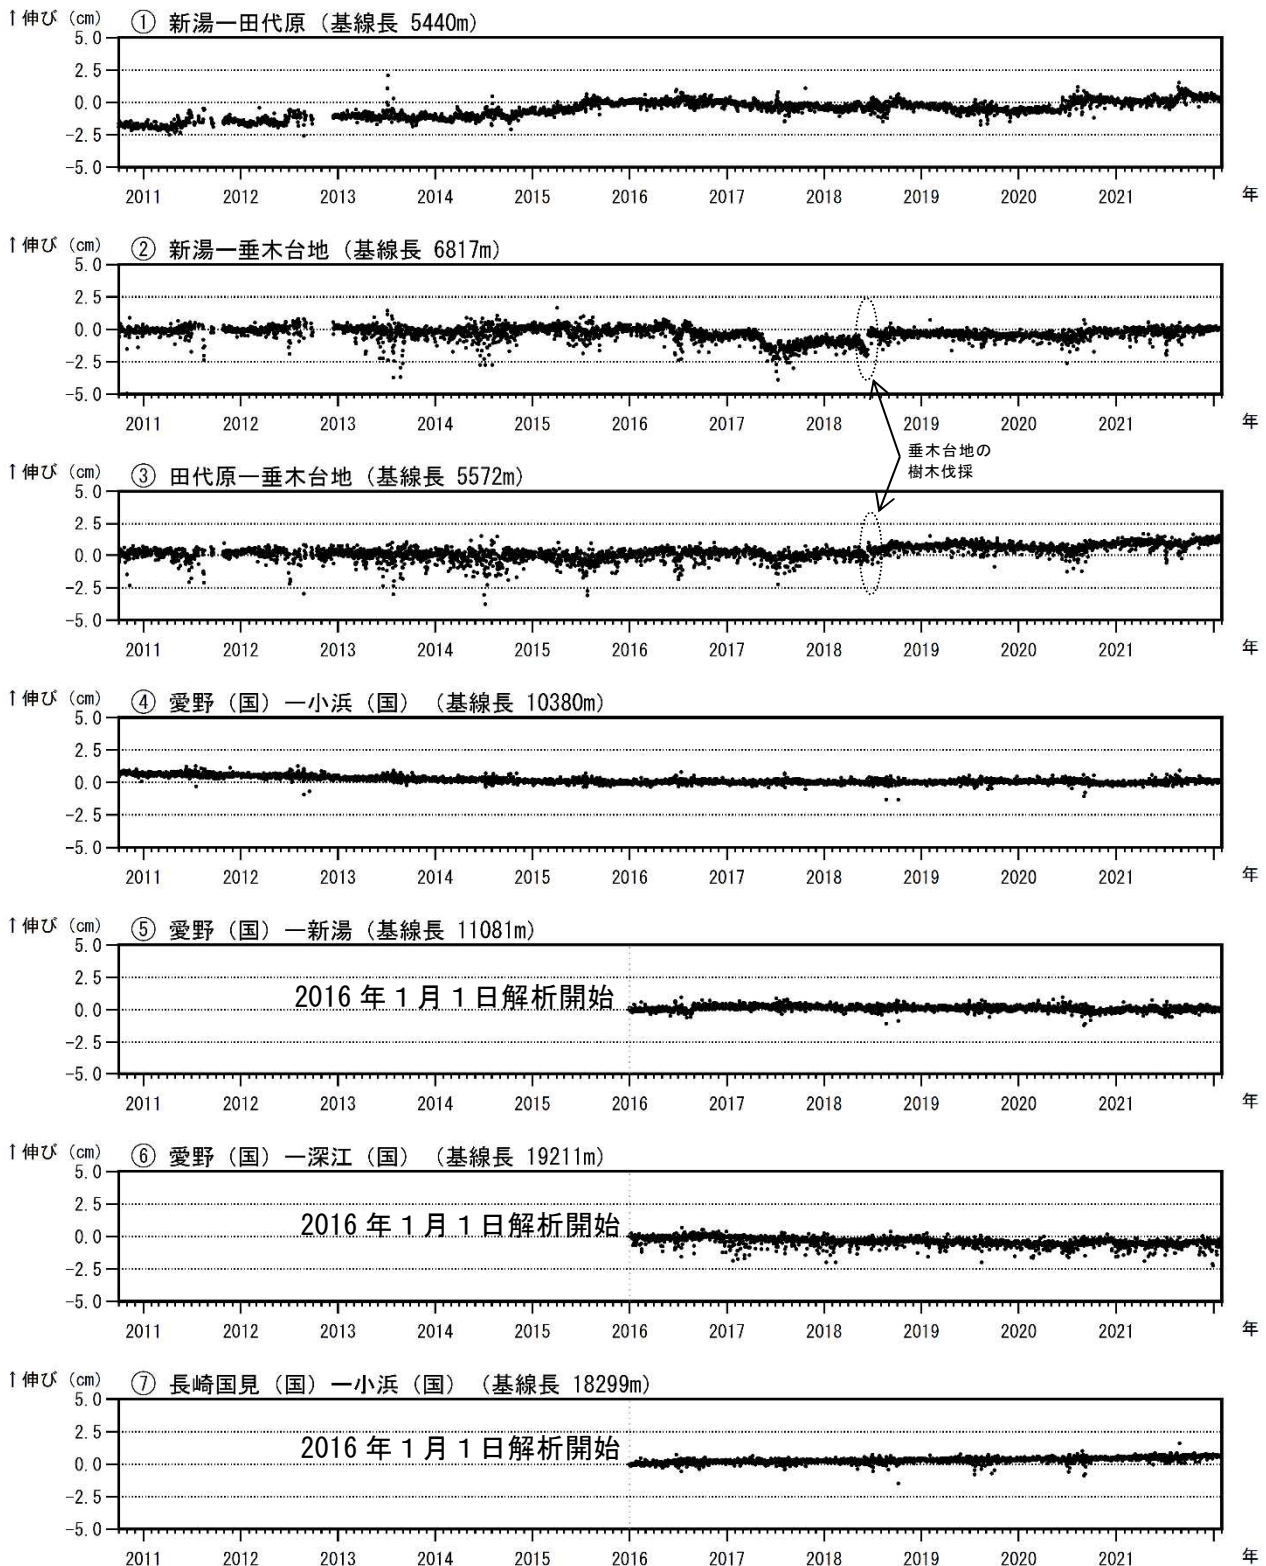 ↑伸び (cm) ① 新湯―田代原 (基線長 5440m)
5.0
2.5
0.0
-2.5
-5.0
2011 2012 2013 2014 2015 2016 2017 2018 2019 2020 2021 年
↑伸び (cm) ② 新湯―垂木台地 (基線長 6817m)
5.0
2.5
0.0
-2.5
-5.0
2011 2012 2013 2014 2015 2016 2017 2018 2019 2020 2021 年
垂木台地の
樹木伐採
↑伸び (cm) ③ 田代原―垂木台地 (基線長 5572m)
5.0
2.5
0.0
-2.5
-5.0
2011 2012 2013 2014 2015 2016 2017 2018 2019 2020 2021 年
↑伸び (cm) ④ 愛野（国）―小浜（国） (基線長 10380m)
5.0
2.5
0.0
-2.5
-5.0
2011 2012 2013 2014 2015 2016 2017 2018 2019 2020 2021 年
↑伸び (cm) ⑤ 愛野（国）―新湯 (基線長 11081m)
5.0
2.5
2016年１月１日解析開始
0.0
-2.5
-5.0
2011 2012 2013 2014 2015 2016 2017 2018 2019 2020 2021 年
↑伸び (cm) ⑥ 愛野（国）―深江（国） (基線長 19211m)
5.0
2.5
2016年１月１日解析開始
0.0
-2.5
-5.0
2011 2012 2013 2014 2015 2016 2017 2018 2019 2020 2021 年
↑伸び (cm) ⑦ 長崎国見（国）―小浜（国） (基線長 18299m)
5.0
2.5
2016年１月１日解析開始
0.0
-2.5
-5.0
2011 2012 2013 2014 2015 2016 2017 2018 2019 2020 2021 年